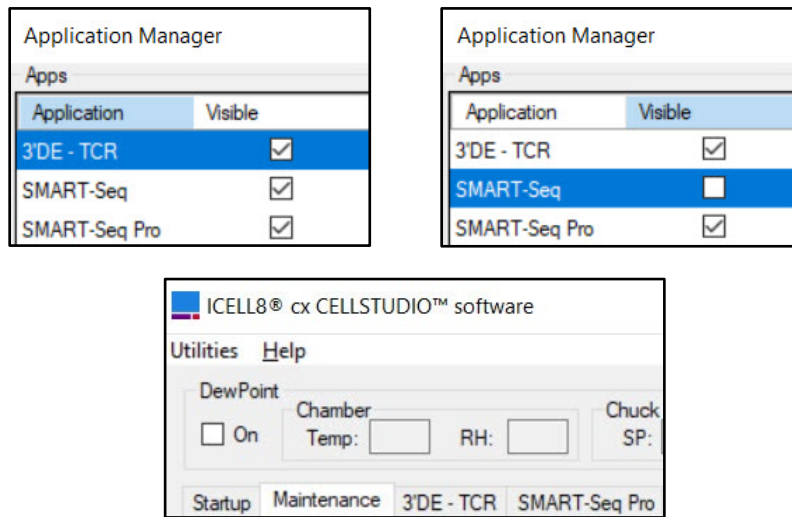 Application Manager
Apps
Application Visible
3'DE - TCR
SMART-Seq
SMART-Seq Pro
Application Manager
Apps
Application Visible
3'DE - TCR
SMART-Seq
SMART-Seq Pro
ICELL8® cx CELLSTUDIO™ software
Utilities Help
DewPoint
Chamber Chuck
On Temp: RH: SP:
Startup Maintenance 3'DE - TCR SMART-Seq Pro